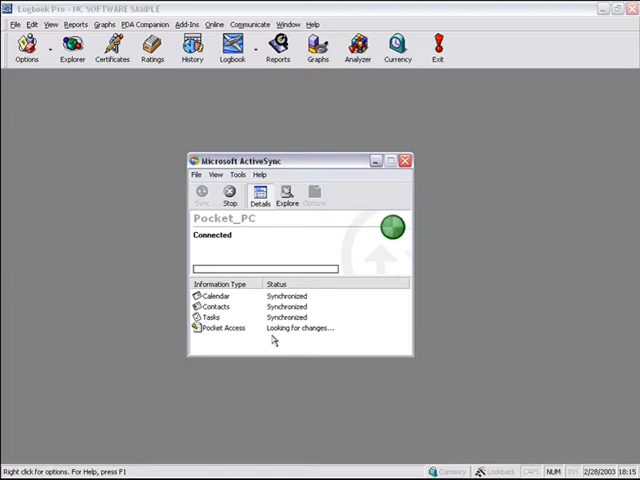 Logbook Pro - NC SOFTWARE SAMPLE
File Edit View Reports Graphs PDA Companion Add-Ins Online Communicate Window Help
Options Explorer Certificates Ratings History Logbook Reports Graphs Analyzer Currency Exit
Microsoft ActiveSync
File View Tools Help
Sync Stop Details Explore Options
Pocket_PC
Connected
Information Type Status
Calendar Synchronized
Contacts Synchronized
Tasks Synchronized
Pocket Access Looking for changes...
Right click for options. For Help, press F1 Currency Lookback CAPS NUM INS 2/28/2003 18:15